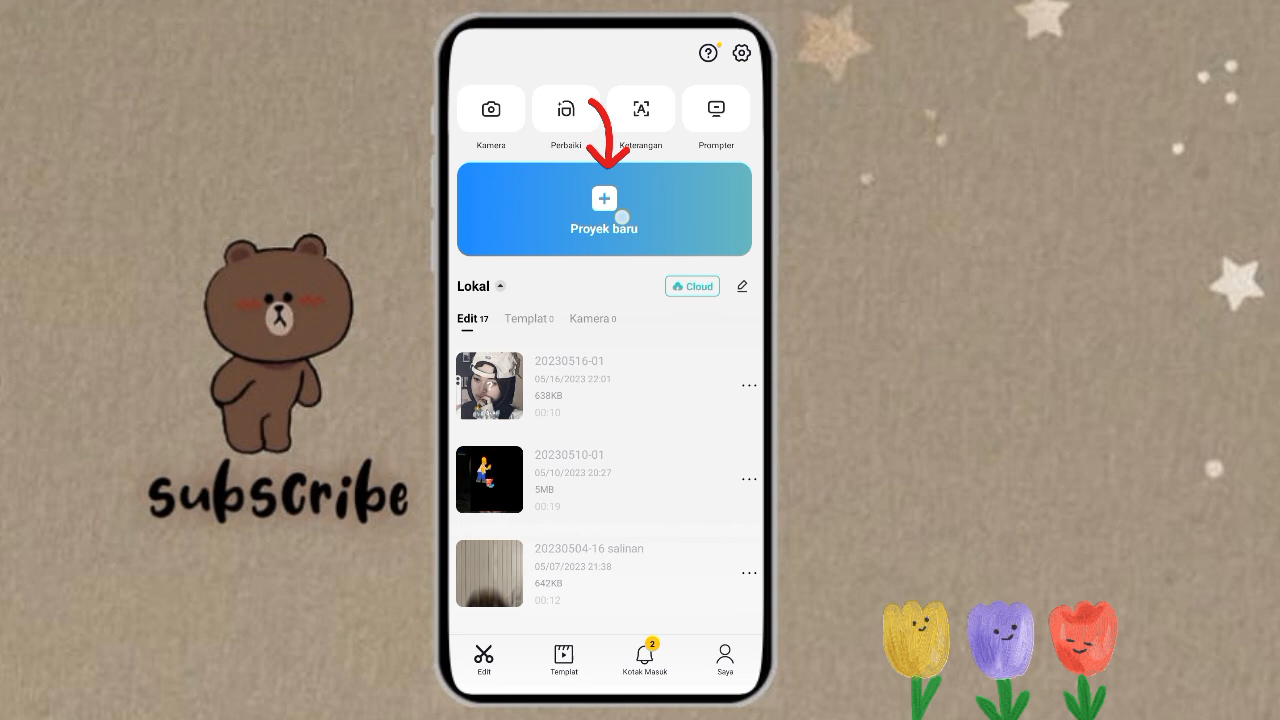 Kamera
Perbaiki
Keterangan
Prompter
Proyek baru
Lokal
Cloud
Edit 17
Templat 0
Kamera 0
20230516-01
05/16/2023 22:01
638KB
00:10
20230510-01
05/10/2023 20:27
5MB
00:19
20230504-16 salinan
05/07/2023 21:38
642KB
00:12
Edit
Templat
2
Kotak Masuk
Saya
subscribe